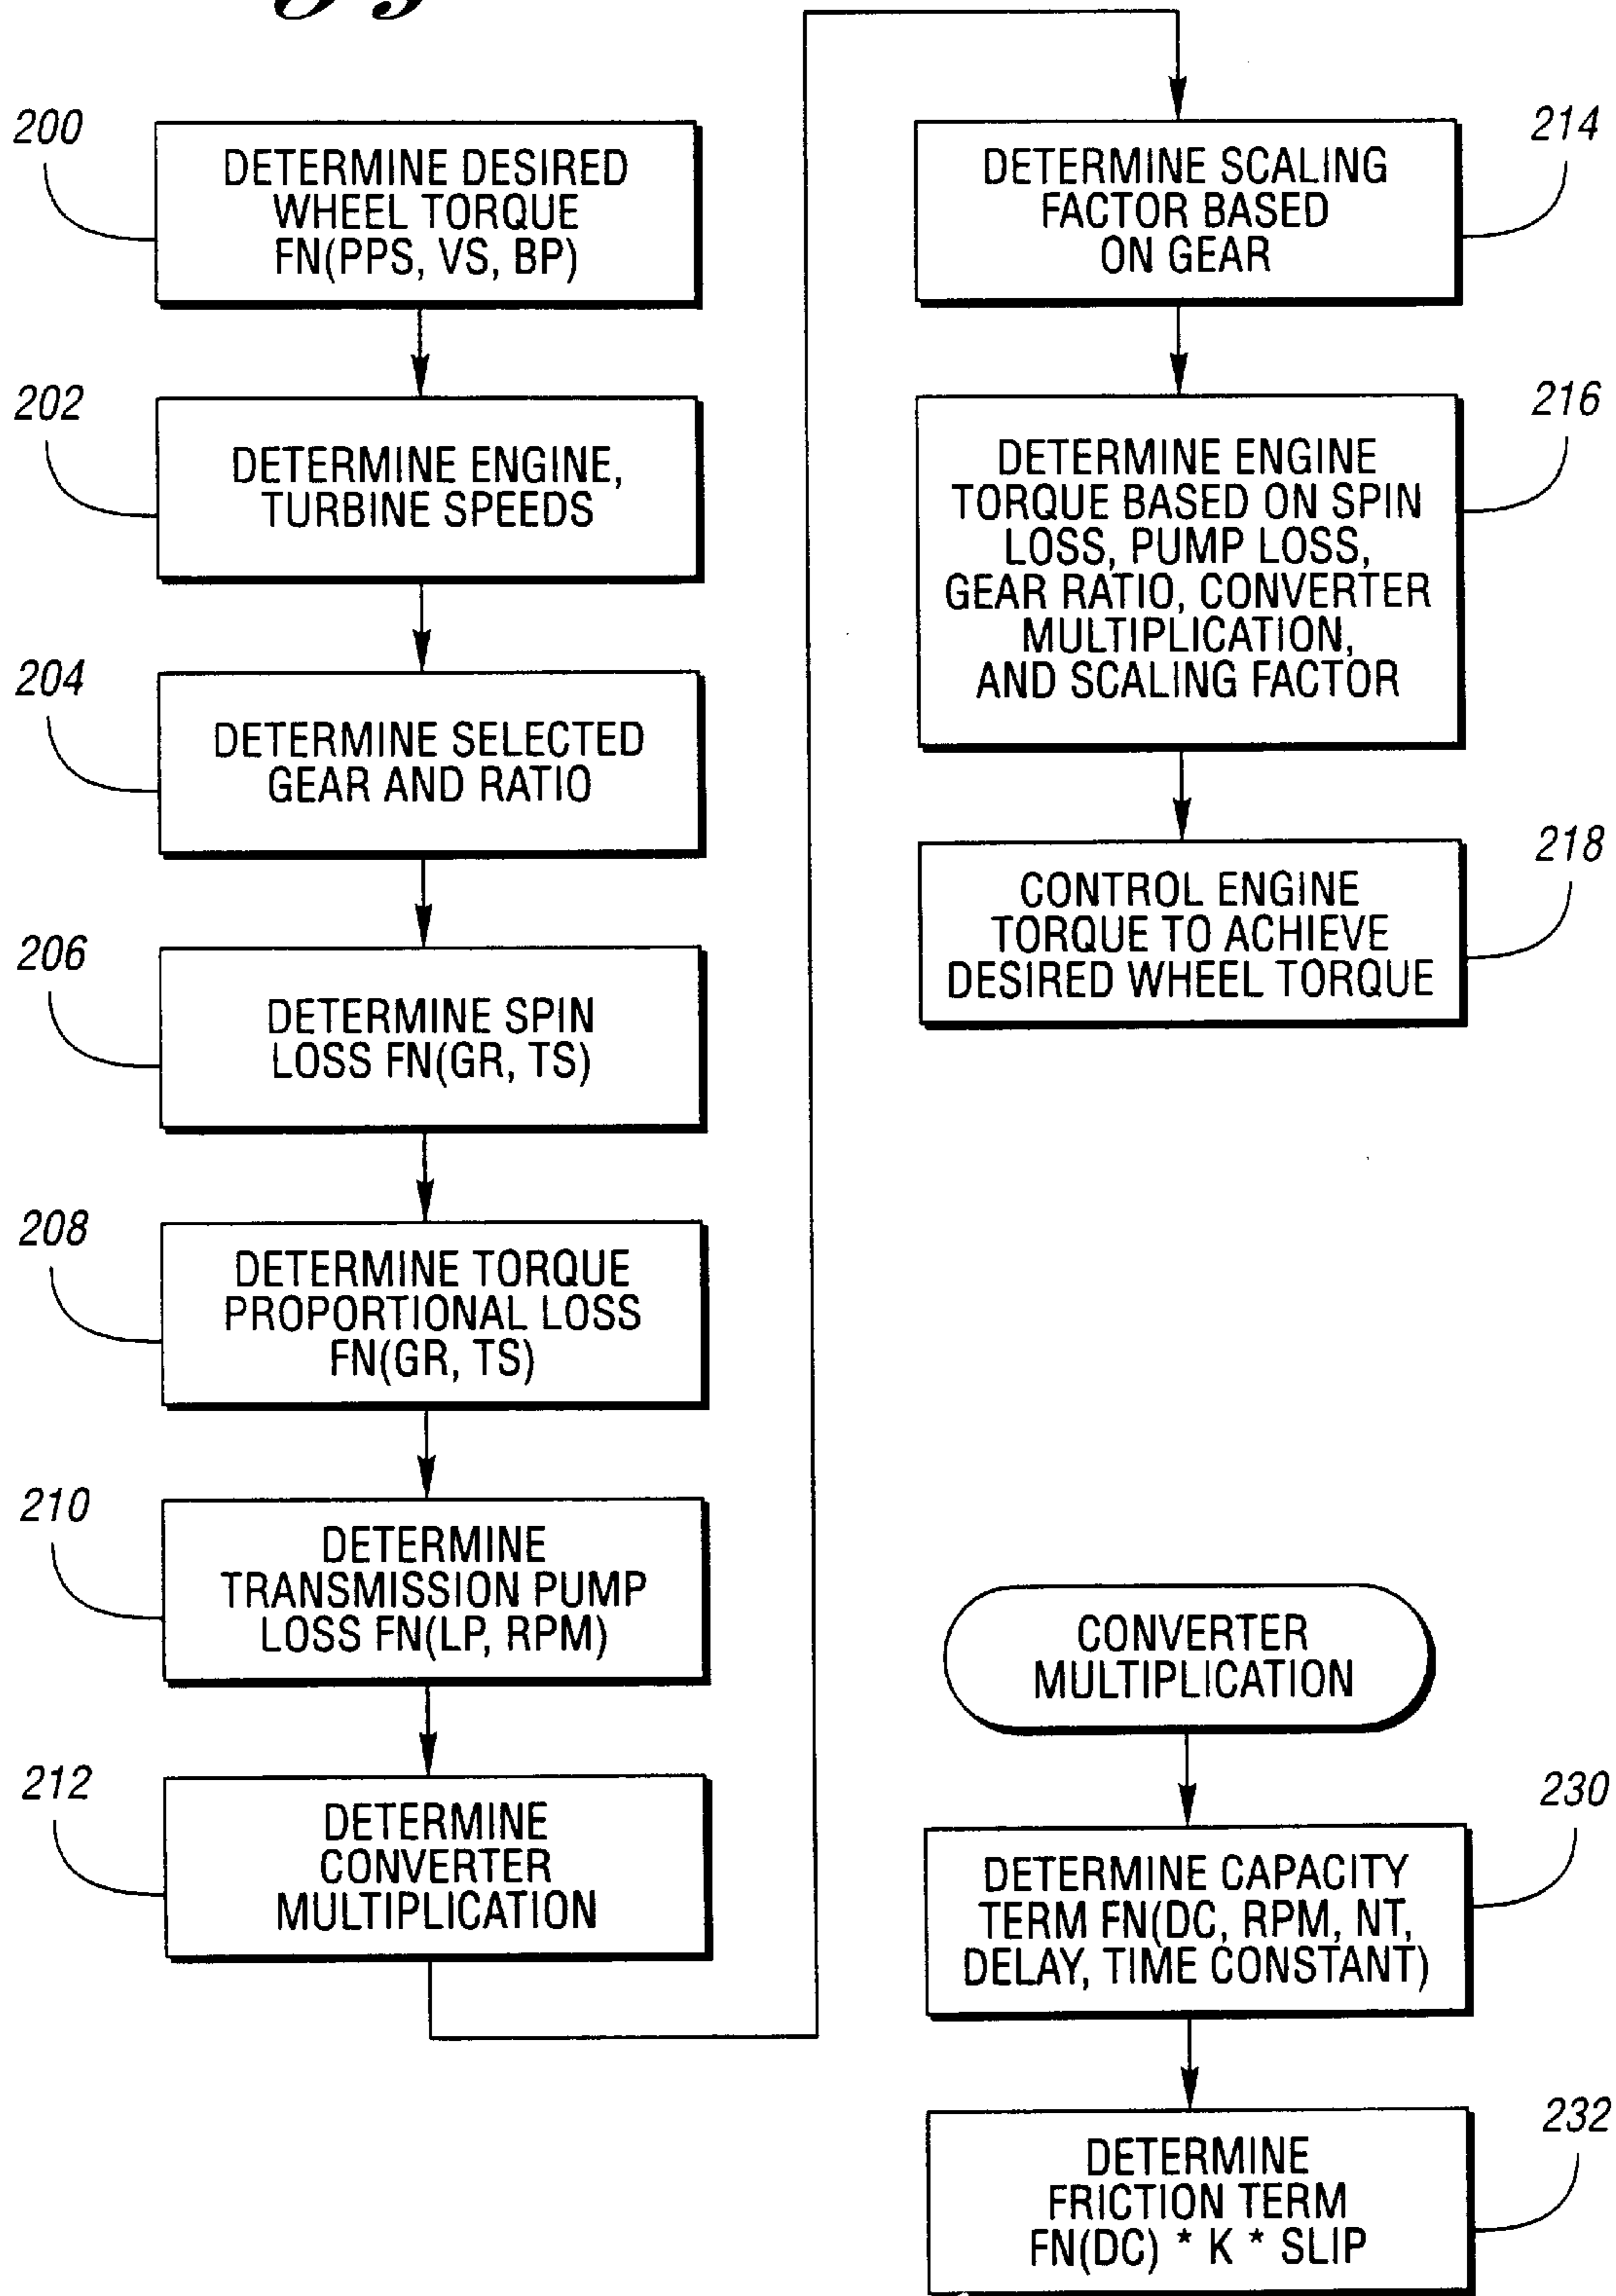 200
DETERMINE DESIRED
WHEEL TORQUE
FN(PPS, VS, BP)
202
DETERMINE ENGINE,
TURBINE SPEEDS
204
DETERMINE SELECTED
GEAR AND RATIO
206
DETERMINE SPIN
LOSS FN(GR, TS)
208
DETERMINE TORQUE
PROPORTIONAL LOSS
FN(GR, TS)
210
DETERMINE
TRANSMISSION PUMP
LOSS FN(LP, RPM)
212
DETERMINE
CONVERTER
MULTIPLICATION
214
DETERMINE SCALING
FACTOR BASED
ON GEAR
216
DETERMINE ENGINE
TORQUE BASED ON SPIN
LOSS, PUMP LOSS,
GEAR RATIO, CONVERTER
MULTIPLICATION,
AND SCALING FACTOR
218
CONTROL ENGINE
TORQUE TO ACHIEVE
DESIRED WHEEL TORQUE
CONVERTER
MULTIPLICATION
230
DETERMINE CAPACITY
TERM FN(DC, RPM, NT,
DELAY, TIME CONSTANT)
232
DETERMINE
FRICTION TERM
FN(DC) * K * SLIP